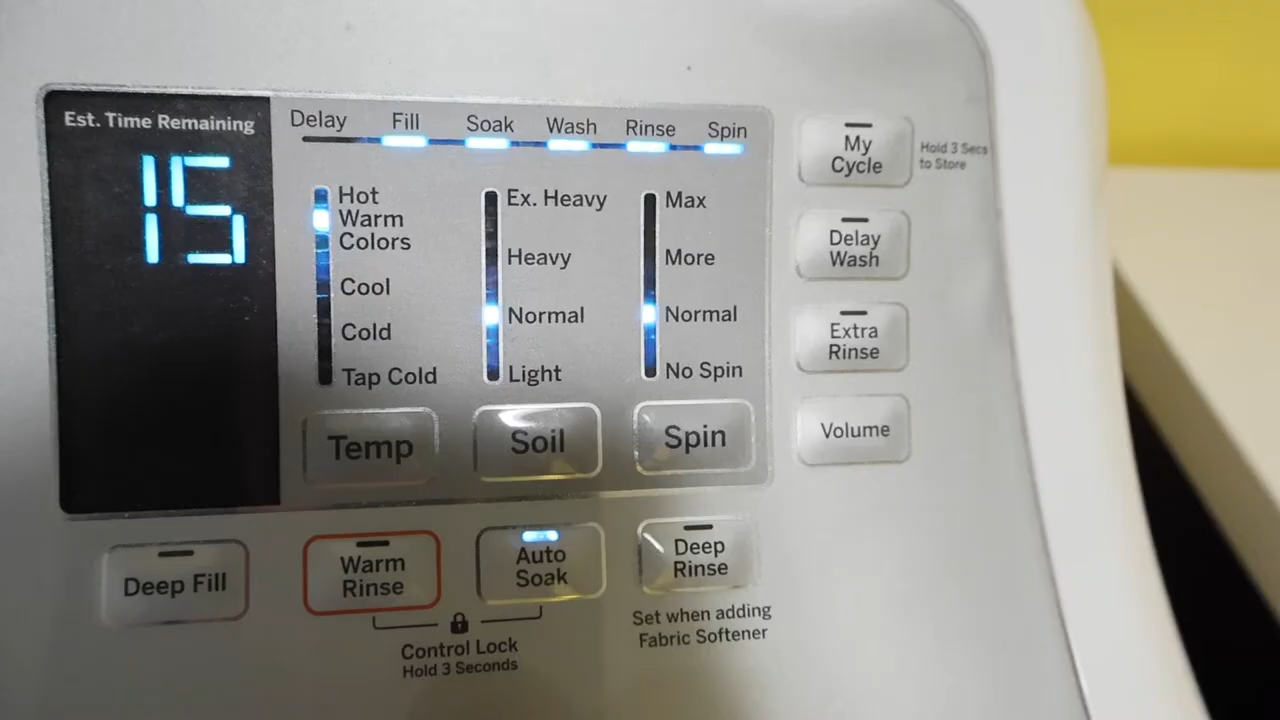 Est. Time Remaining
15
Delay Fill Soak Wash Rinse Spin
Hot
Warm
Colors
Cool
Cold
Tap Cold
Temp
Ex. Heavy
Heavy
Normal
Light
Soil
Max
More
Normal
No Spin
Spin
My
Cycle
Hold 3 Secs
to Store
Delay
Wash
Extra
Rinse
Volume
Deep Fill
Warm
Rinse
Auto
Soak
Control Lock
Hold 3 Seconds
Deep
Rinse
Set when adding
Fabric Softener